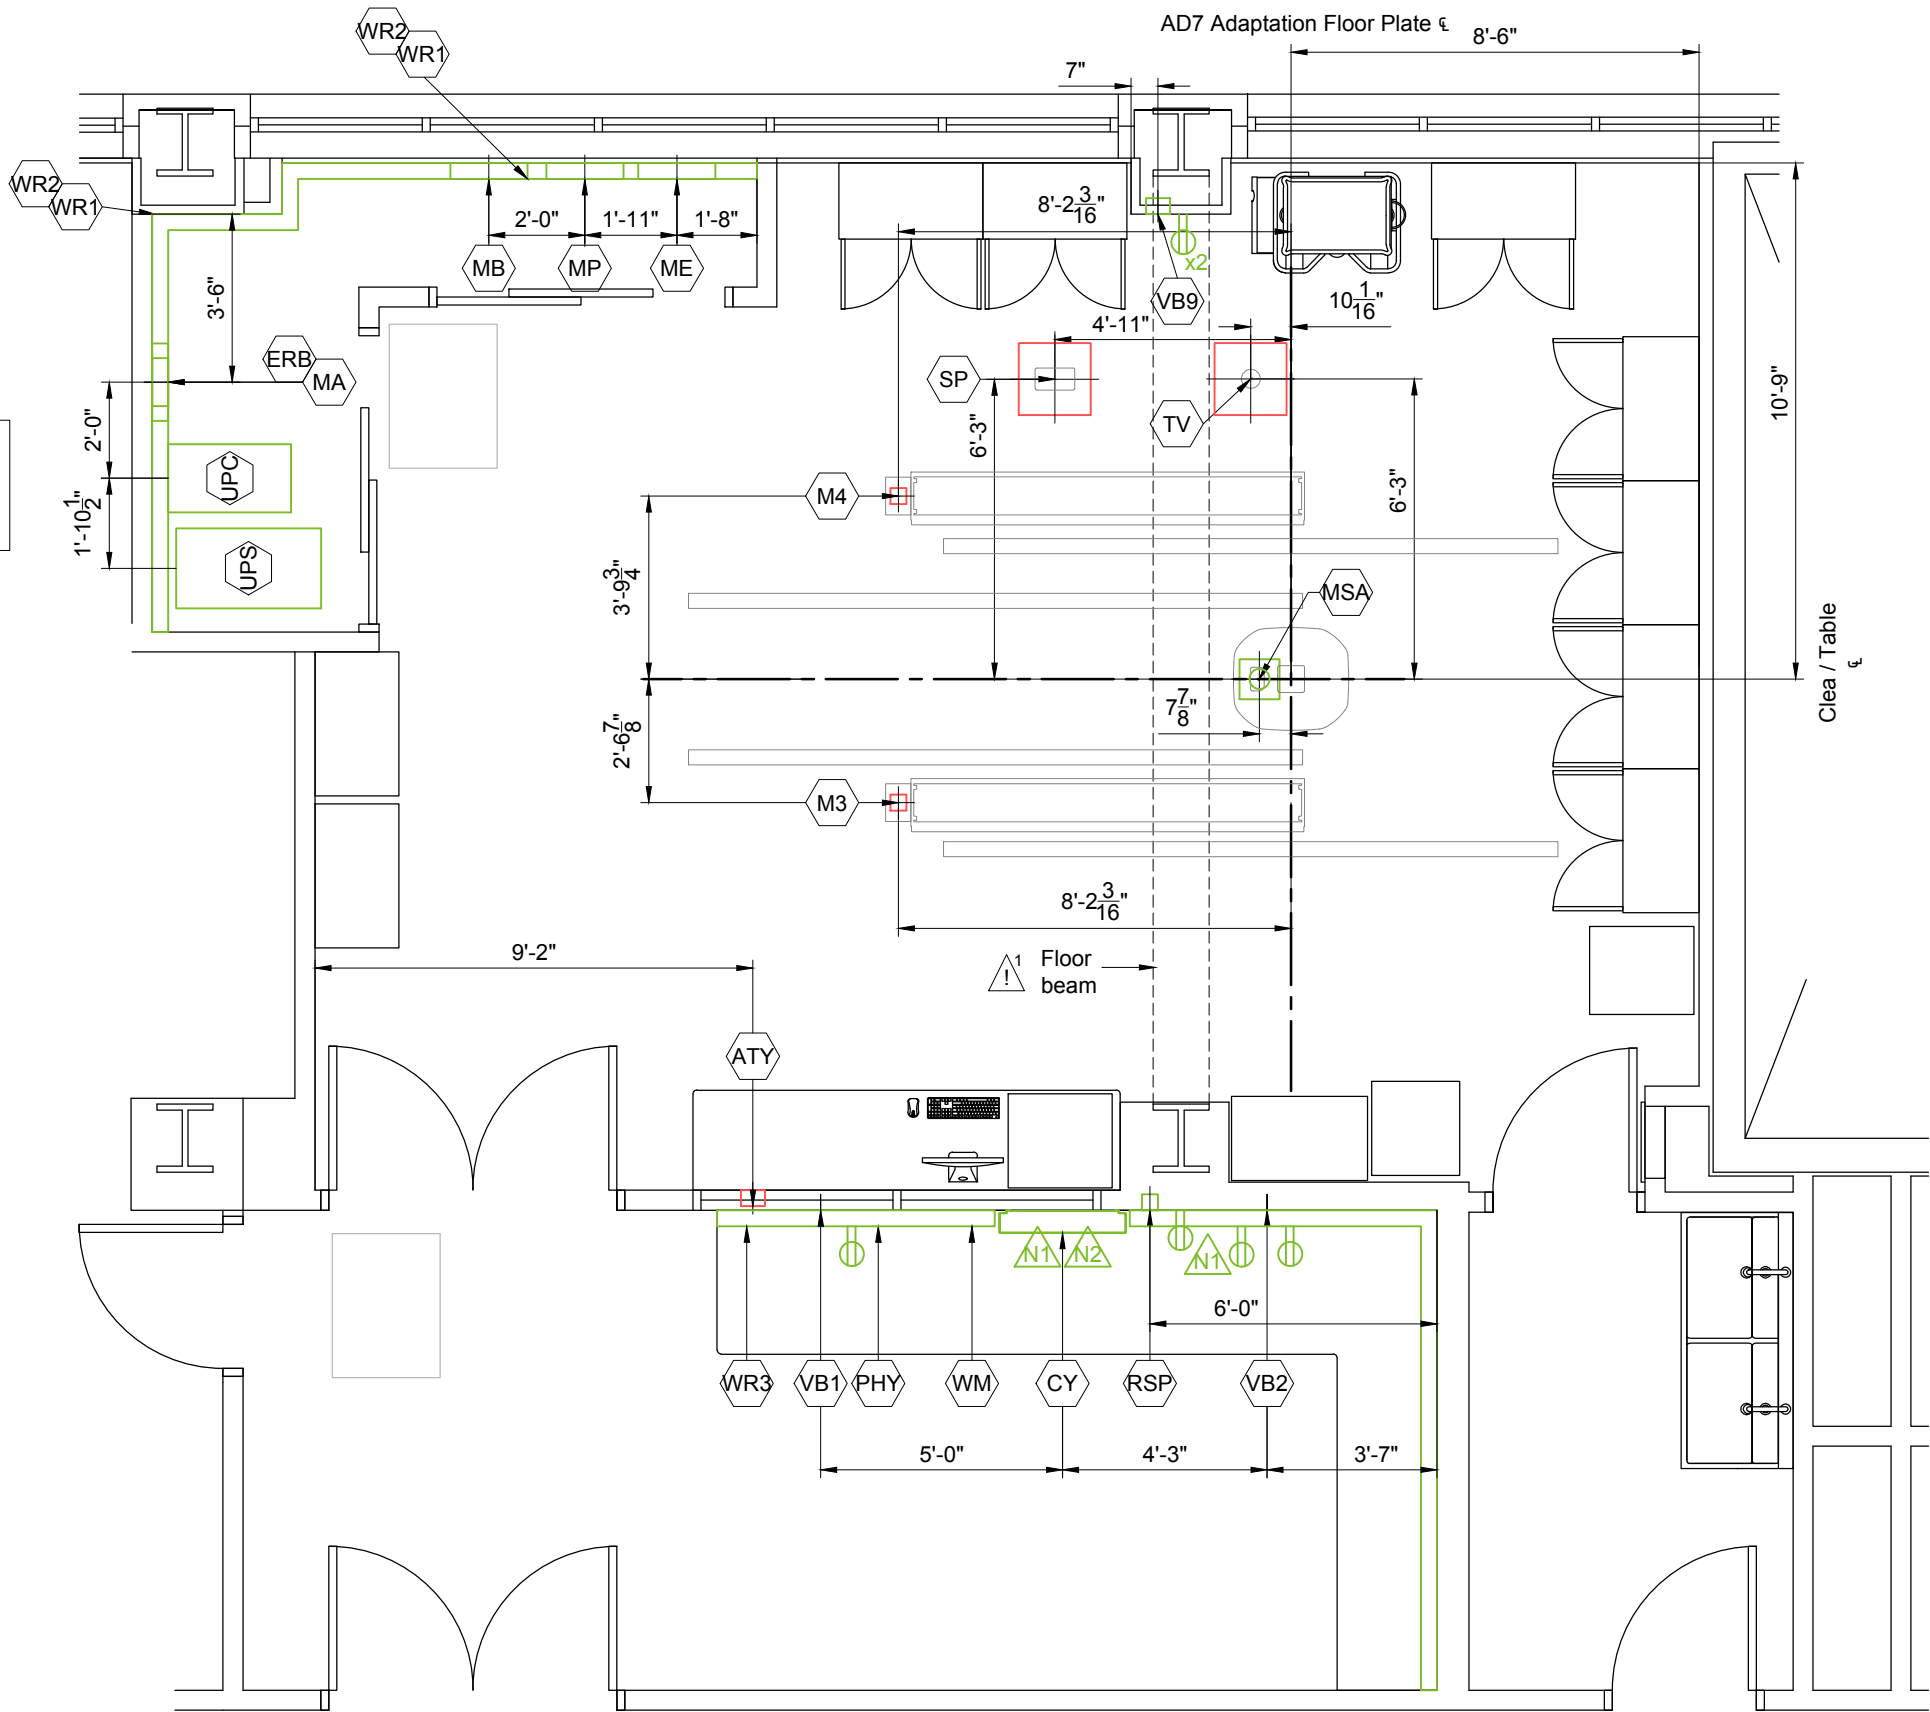 AD7 Adaptation Floor Plate ℄
8'-6"
WR2
WR1
7"
WR2
WR1
2'-0"
1'-11"
1'-8"
8'-2 3/16"
x2
MB
MP
ME
3'-6"
VB9
10 1/16"
4'-11"
ERB
MA
SP
TV
10'-9"
2'-0"
6'-3"
6'-3"
UPC
M4
1'-10 1/2"
UPS
3'-9 3/4"
MSA
Clea / Table ℄
7 7/8"
2'-6 7/8"
M3
8'-2 3/16"
9'-2"
! 1
Floor
beam
ATY
N1
N2
N1
6'-0"
WR3
VB1
PHY
WM
CY
RSP
VB2
5'-0"
4'-3"
3'-7"